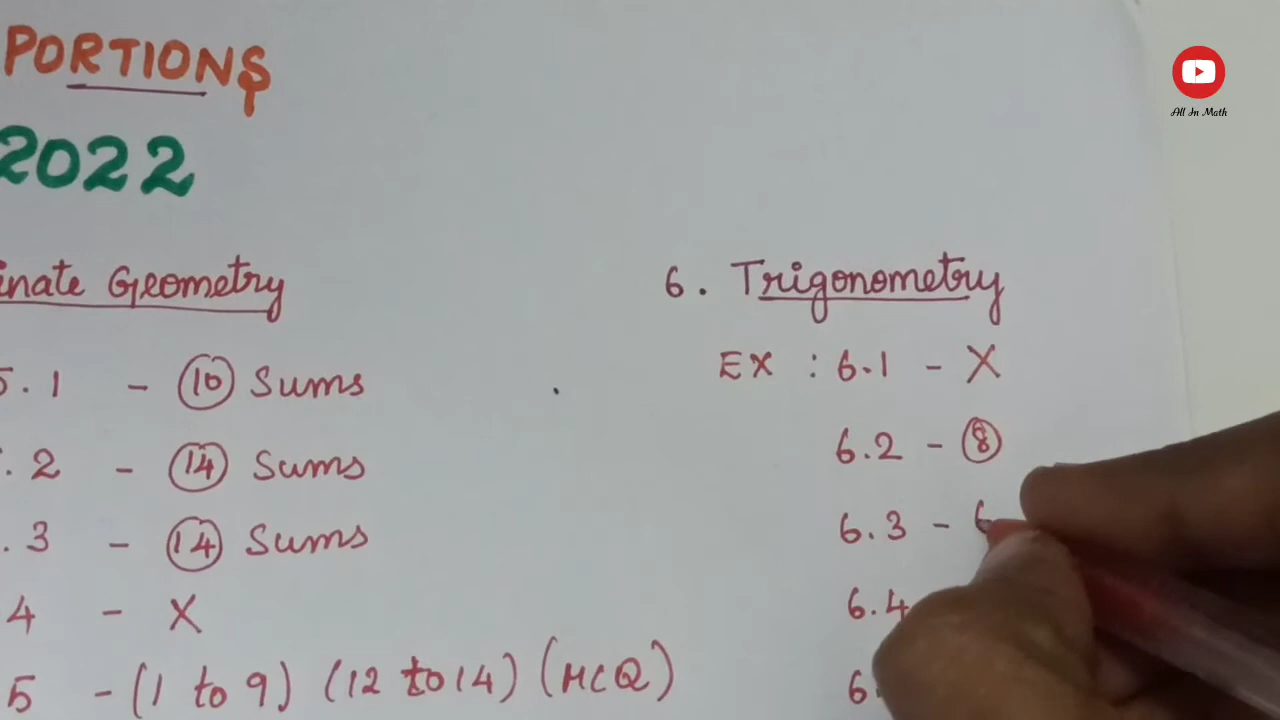 PORTIONS
2022
All In Math
inate Geometry
5.1 - 10 Sums
.2 - 14 Sums
.3 - 14 Sums
4 - X
5 - (1 to 9) (12 to 14) (MCQ)
6. Trigonometry
EX : 6.1 - X
6.2 - 8
6.3 - 6
6.4
6.